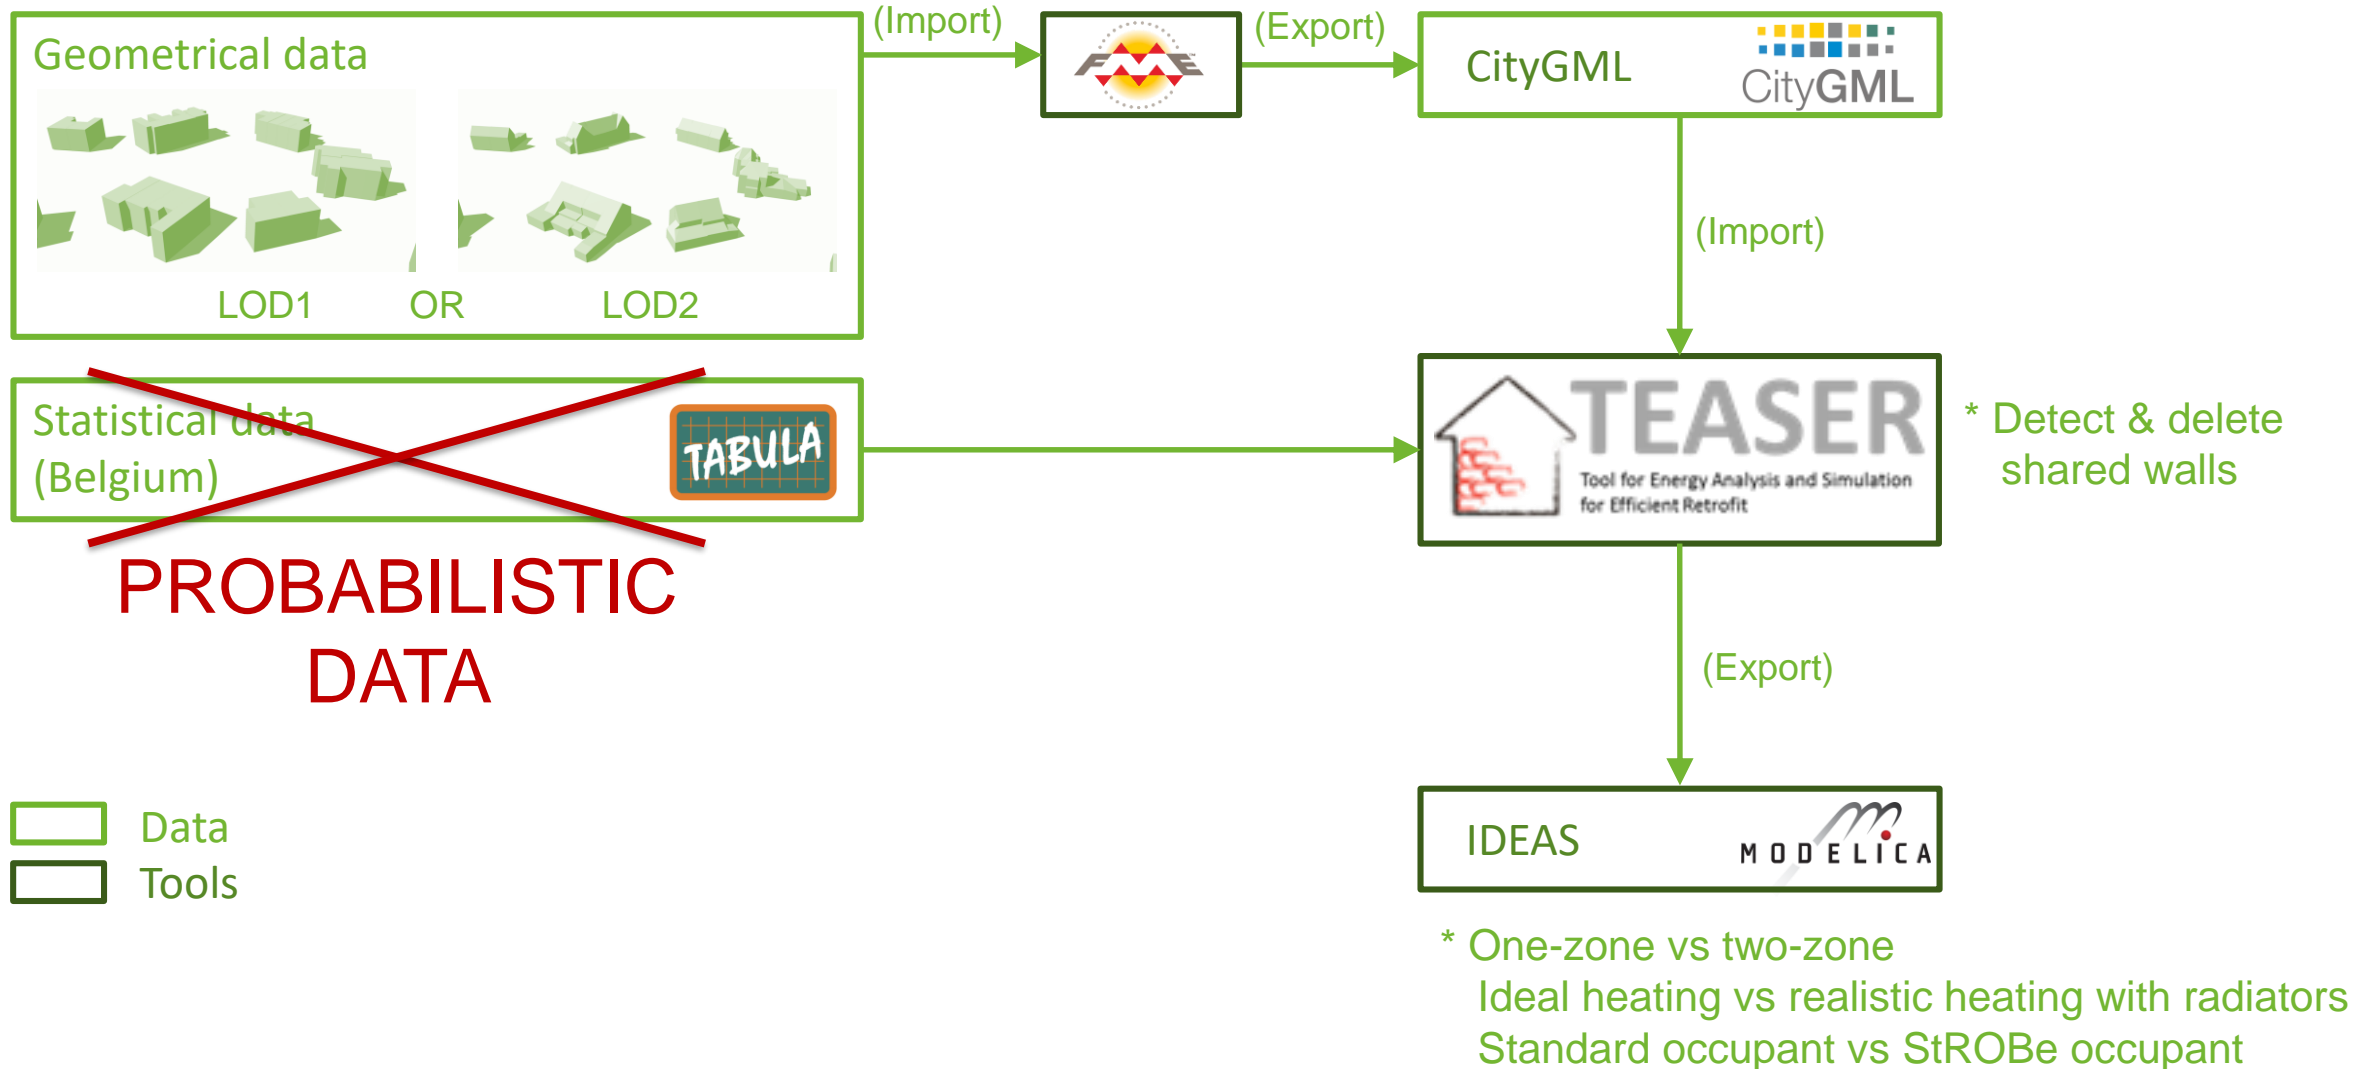 Geometrical data
LOD1 OR LOD2
(Import)
FME
(Export)
CityGML
CityGML
(Import)
Statistical data
(Belgium)
TABULA
PROBABILISTIC
DATA
TEASER
Tool for Energy Analysis and Simulation
for Efficient Retrofit
* Detect & delete
shared walls
(Export)
IDEAS
MODELICA
* One-zone vs two-zone
Ideal heating vs realistic heating with radiators
Standard occupant vs StROBe occupant
Data
Tools